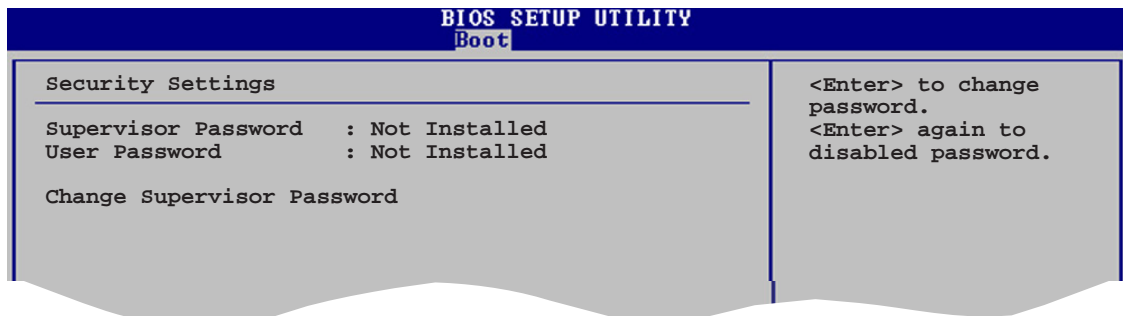 BIOS SETUP UTILITY
Boot
Security Settings
Supervisor Password : Not Installed
User Password : Not Installed
Change Supervisor Password
<Enter> to change
password.
<Enter> again to
disabled password.